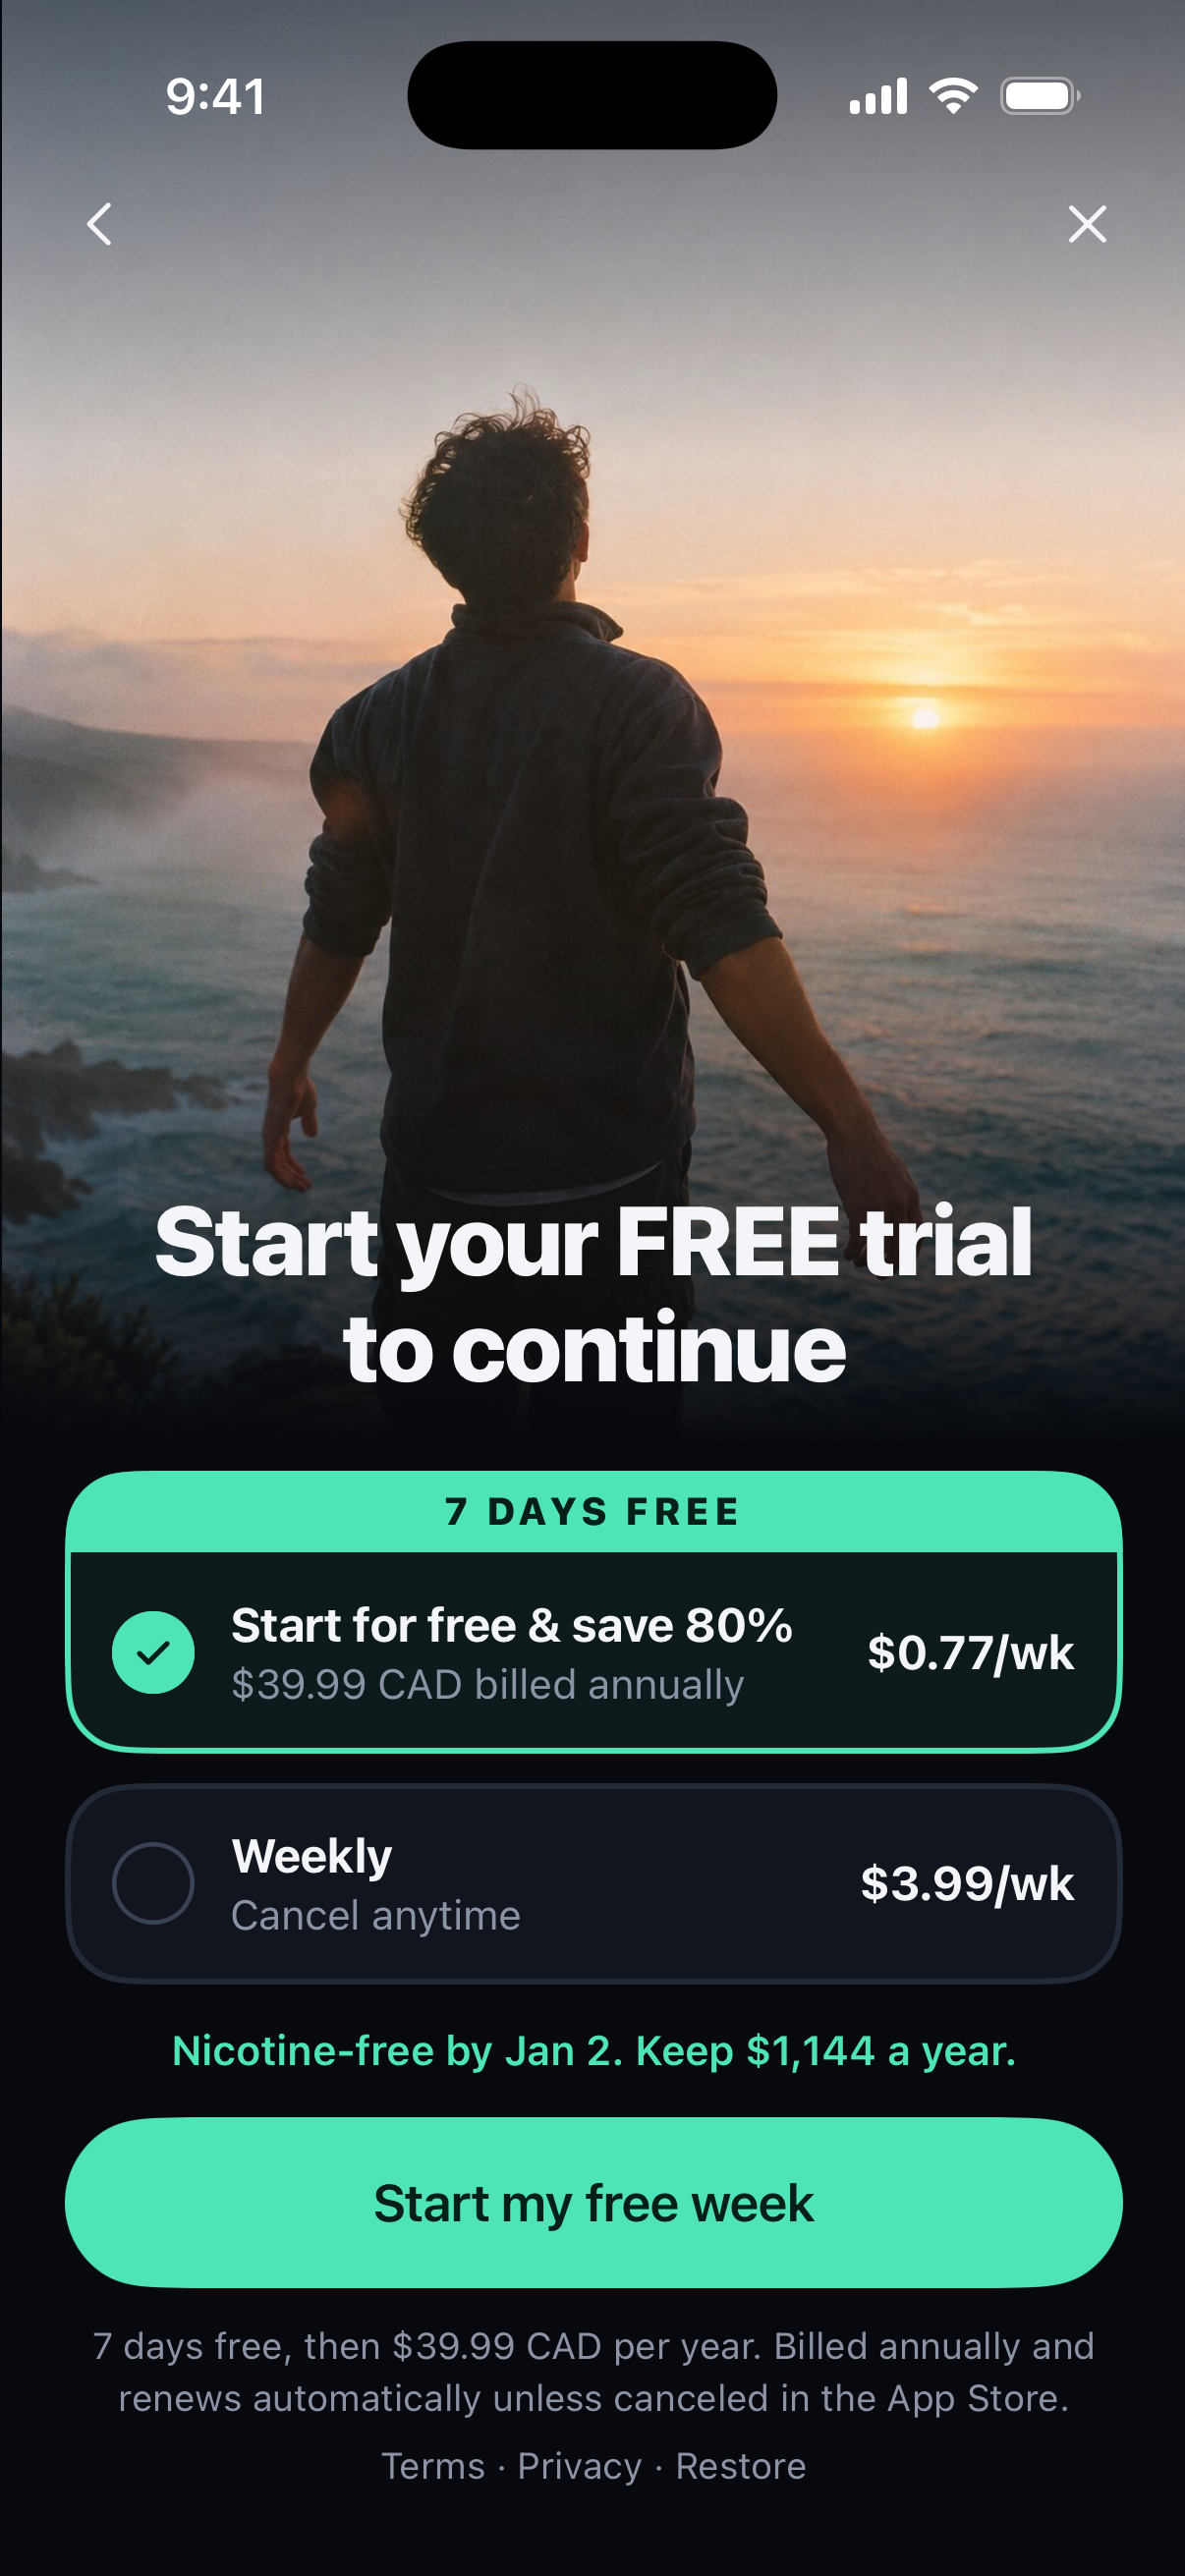 9:41
Start your FREE trial
to continue
7 DAYS FREE
Start for free & save 80%
$39.99 CAD billed annually
$0.77/wk
Weekly
Cancel anytime
$3.99/wk
Nicotine-free by Jan 2. Keep $1,144 a year.
Start my free week
7 days free, then $39.99 CAD per year. Billed annually and
renews automatically unless canceled in the App Store.
Terms · Privacy · Restore